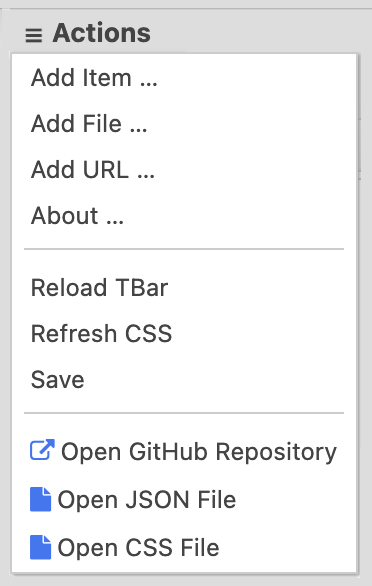 Actions
Add Item ...
Add File ...
Add URL ...
About ...
Reload TBar
Refresh CSS
Save
Open GitHub Repository
Open JSON File
Open CSS File